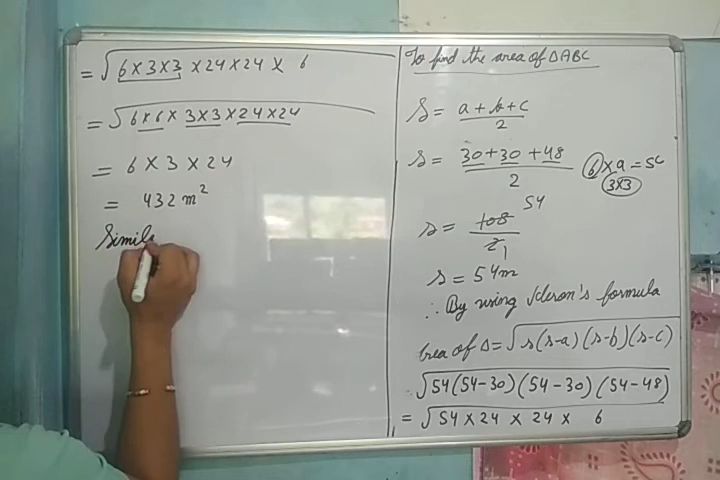 To find the area of ΔABC
S = a + b + c / 2
s = 30 + 30 + 48 / 2
6 × 9 = 54
3×3
s = 108 / 2 54 1
s = 54m
∴ By using Heron's formula
Area of Δ = √s(s-a)(s-b)(s-c)
√54(54-30)(54-30)(54-48)
= √54 × 24 × 24 × 6
= √6×3×3 ×24×24 × 6
= √6×6× 3×3 × 24×24
= 6 × 3 × 24
= 432 m²
Simila